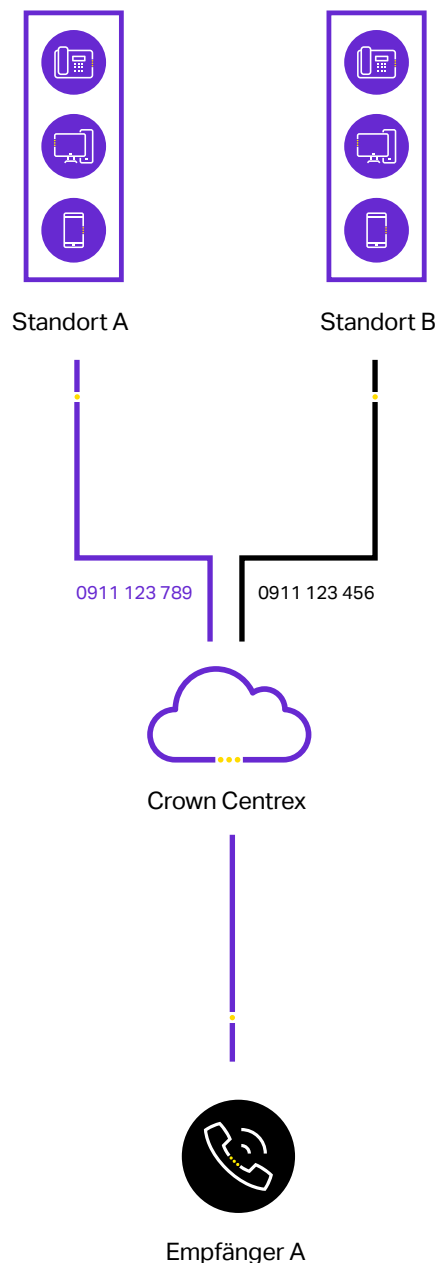 Standort A
Standort B
0911 123 789
0911 123 456
Crown Centrex
Empfänger A